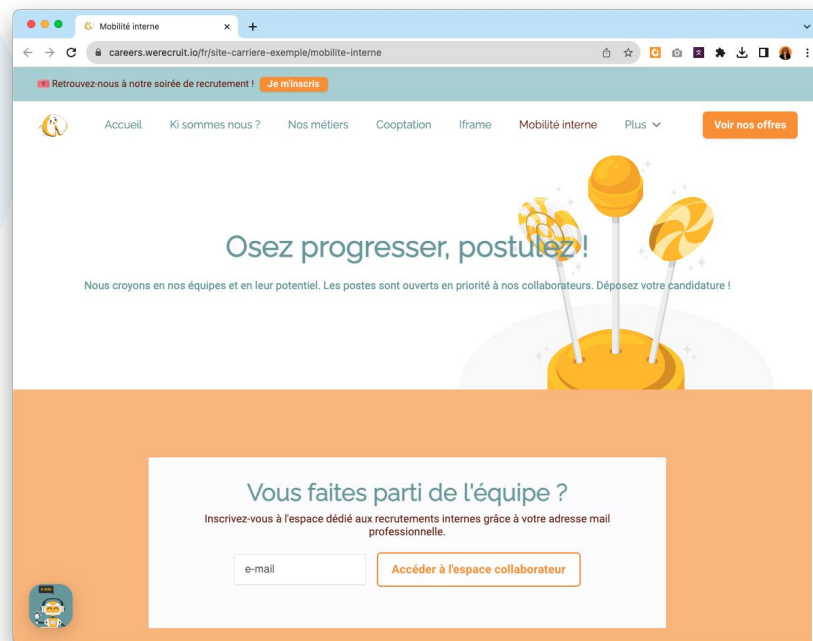 Mobilité interne
careers.werecruit.io/fr/site-carriere-exemple/mobilite-interne
Retrouvez-nous à notre soirée de recrutement ! Je m'inscris
Accueil Ki sommes nous ? Nos métiers Cooptation Iframe Mobilité interne Plus Voir nos offres
Osez progresser, postulez !
Nous croyons en nos équipes et en leur potentiel. Les postes sont ouverts en priorité à nos collaborateurs. Déposez votre candidature !
Vous faites parti de l'équipe ?
Inscrivez-vous à l'espace dédié aux recrutements internes grâce à votre adresse mail
professionnelle.
e-mail Accéder à l'espace collaborateur